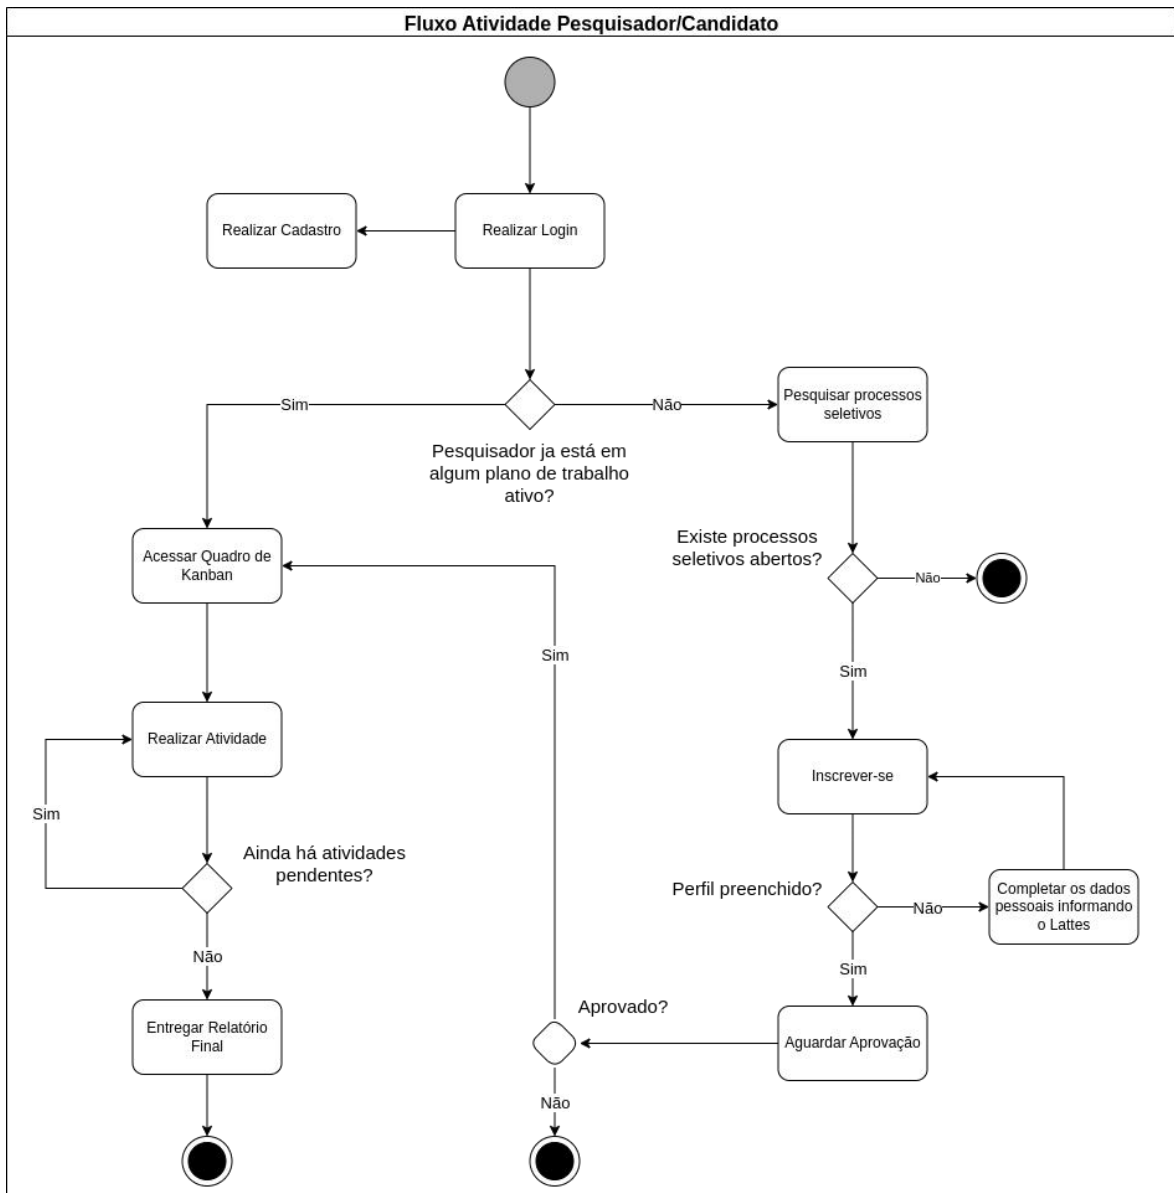 Fluxo Atividade Pesquisador/Candidato
Realizar Cadastro
Realizar Login
Sim
Não
Pesquisar processos
seletivos
Pesquisador ja está em
algum plano de trabalho
ativo?
Existe processos
seletivos abertos?
Não
Acessar Quadro de
Kanban
Sim
Sim
Realizar Atividade
Inscrever-se
Sim
Ainda há atividades
pendentes?
Perfil preenchido?
Não
Completar os dados
pessoais informando
o Lattes
Não
Sim
Entregar Relatório
Final
Aprovado?
Aguardar Aprovação
Não